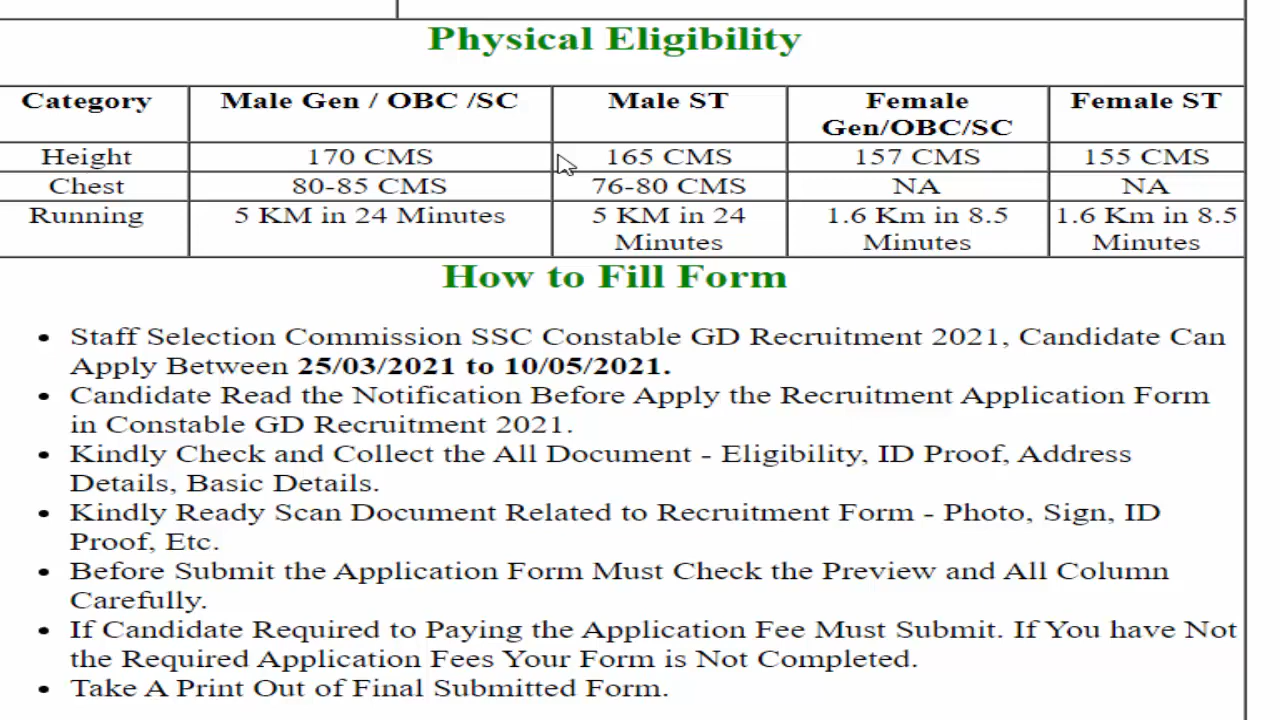 Physical Eligibility
Category Male Gen / OBC /SC Male ST Female Gen/OBC/SC Female ST
Height 170 CMS 165 CMS 157 CMS 155 CMS
Chest 80-85 CMS 76-80 CMS NA NA
Running 5 KM in 24 Minutes 5 KM in 24 Minutes 1.6 Km in 8.5 Minutes 1.6 Km in 8.5 Minutes
How to Fill Form
• Staff Selection Commission SSC Constable GD Recruitment 2021, Candidate Can
Apply Between 25/03/2021 to 10/05/2021.
• Candidate Read the Notification Before Apply the Recruitment Application Form
in Constable GD Recruitment 2021.
• Kindly Check and Collect the All Document - Eligibility, ID Proof, Address
Details, Basic Details.
• Kindly Ready Scan Document Related to Recruitment Form - Photo, Sign, ID
Proof, Etc.
• Before Submit the Application Form Must Check the Preview and All Column
Carefully.
• If Candidate Required to Paying the Application Fee Must Submit. If You have Not
the Required Application Fees Your Form is Not Completed.
• Take A Print Out of Final Submitted Form.